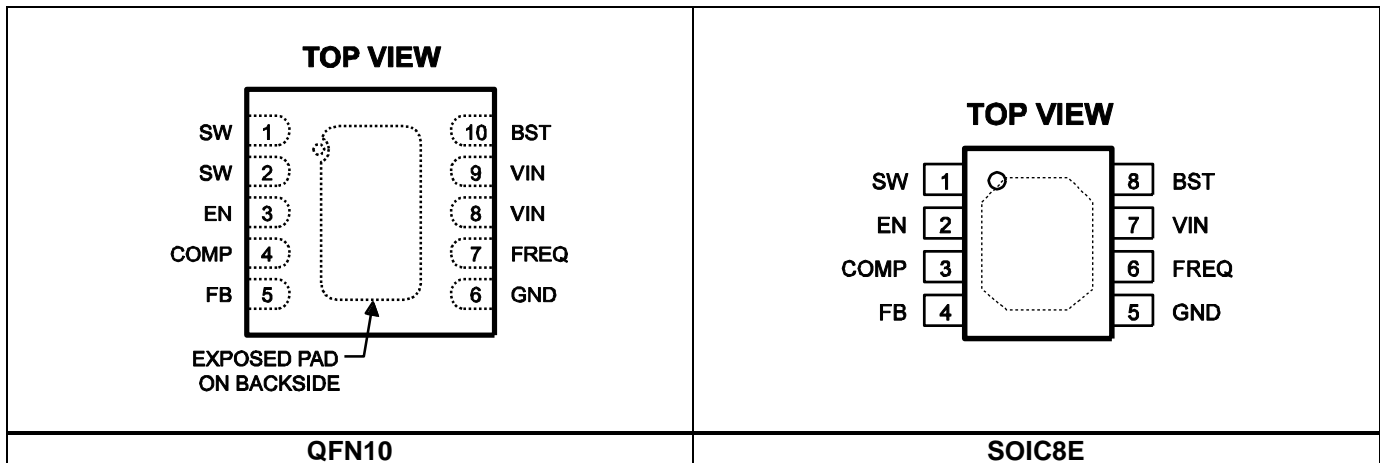 TOP VIEW
SW 1 10 BST
SW 2 9 VIN
EN 3 8 VIN
COMP 4 7 FREQ
FB 5 6 GND
EXPOSED PAD
ON BACKSIDE
QFN10
TOP VIEW
SW 1 8 BST
EN 2 7 VIN
COMP 3 6 FREQ
FB 4 5 GND
SOIC8E